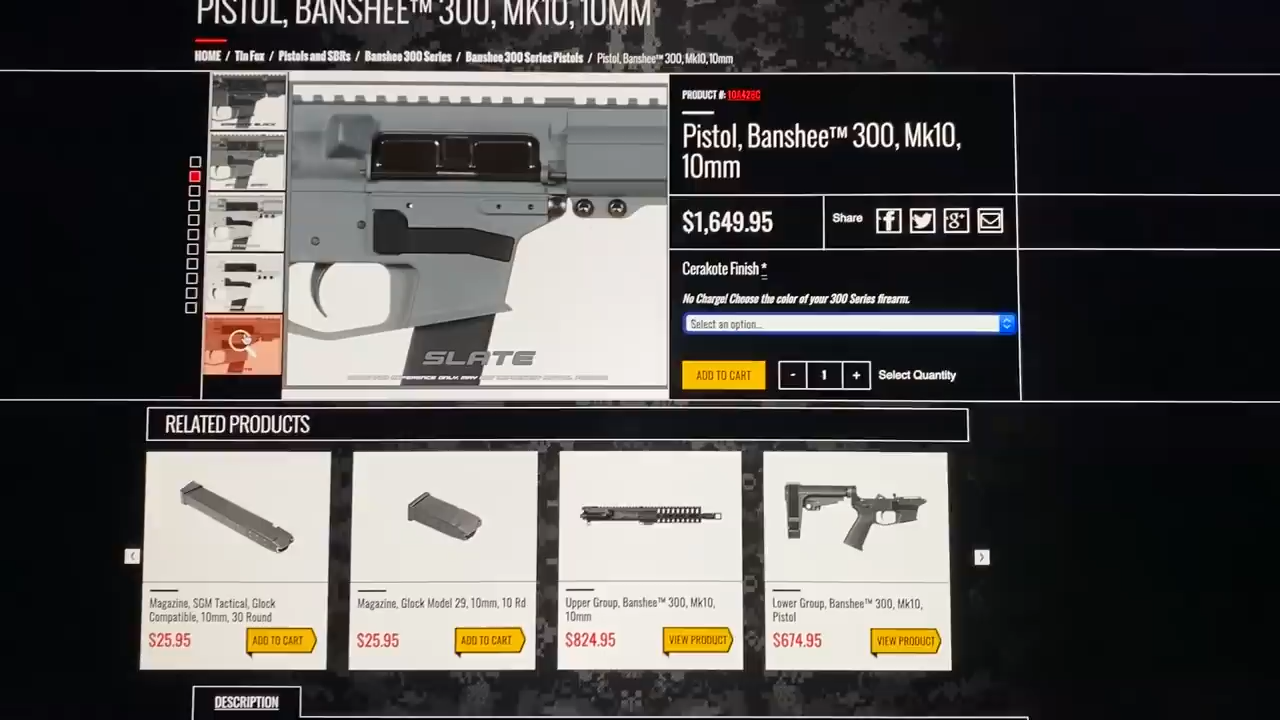 PISTOL, BANSHEE™ 300, MK10, 10MM
HOME / Tin Fox / Pistols and SBRs / Banshee 300 Series / Banshee 300 Series Pistols / Pistol, Banshee™ 300, Mk10, 10mm
PRODUCT #:
Pistol, Banshee™ 300, Mk10,
10mm
$1,649.95
Share
Cerakote Finish *
No Charge! Choose the color of your 300 Series firearm.
Select an option...
ADD TO CART
- 1 +
Select Quantity
SLATE
RELATED PRODUCTS
Magazine, SGM Tactical, Glock
Compatible, 10mm, 30 Round
$25.95
ADD TO CART
Magazine, Glock Model 29, 10mm, 10 Rd
$25.95
ADD TO CART
Upper Group, Banshee™ 300, Mk10,
10mm
$824.95
VIEW PRODUCT
Lower Group, Banshee™ 300, Mk10,
Pistol
$674.95
VIEW PRODUCT
DESCRIPTION